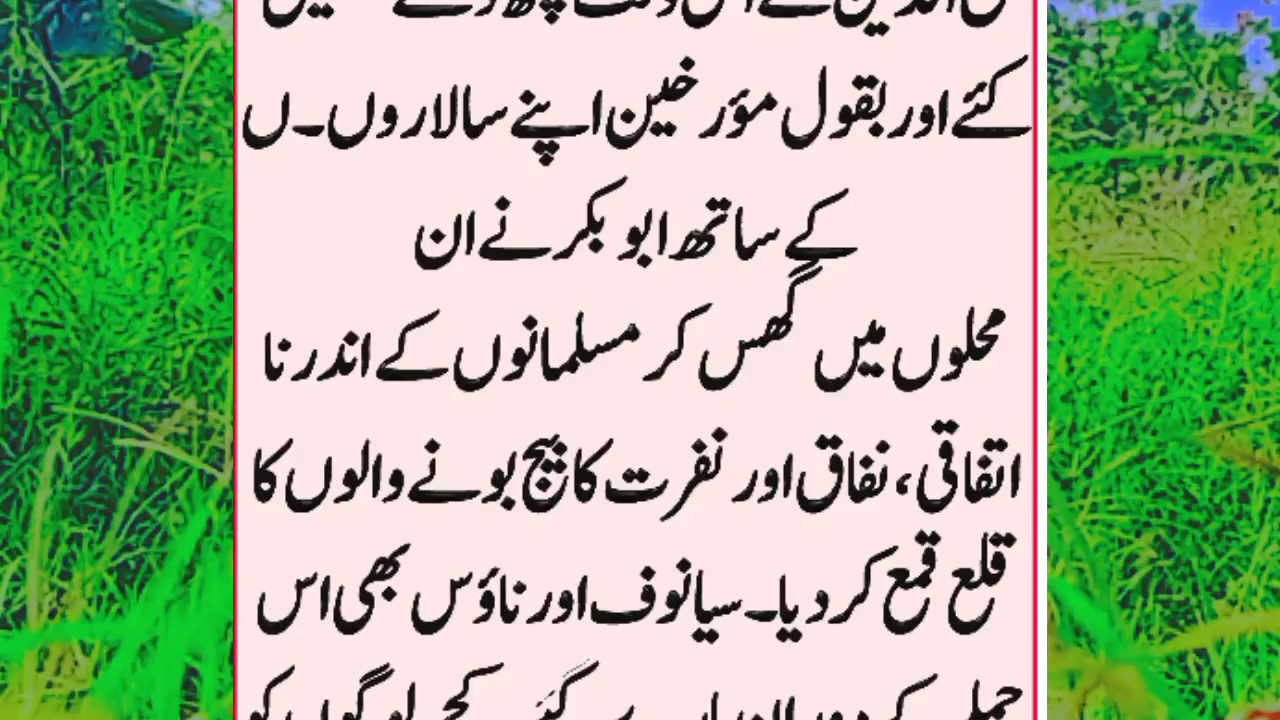 کئے اور بقول مؤرخین اپنے سالاروں۔ں
کے ساتھ ابو بکر نے ان
محلوں میں گھس کر مسلمانوں کے اندر نا
اتفاقی، نفاق اور نفرت کا بیج بونے والوں کا
قلع قمع کر دیا۔ سیانوف اور ناؤس بھی اس